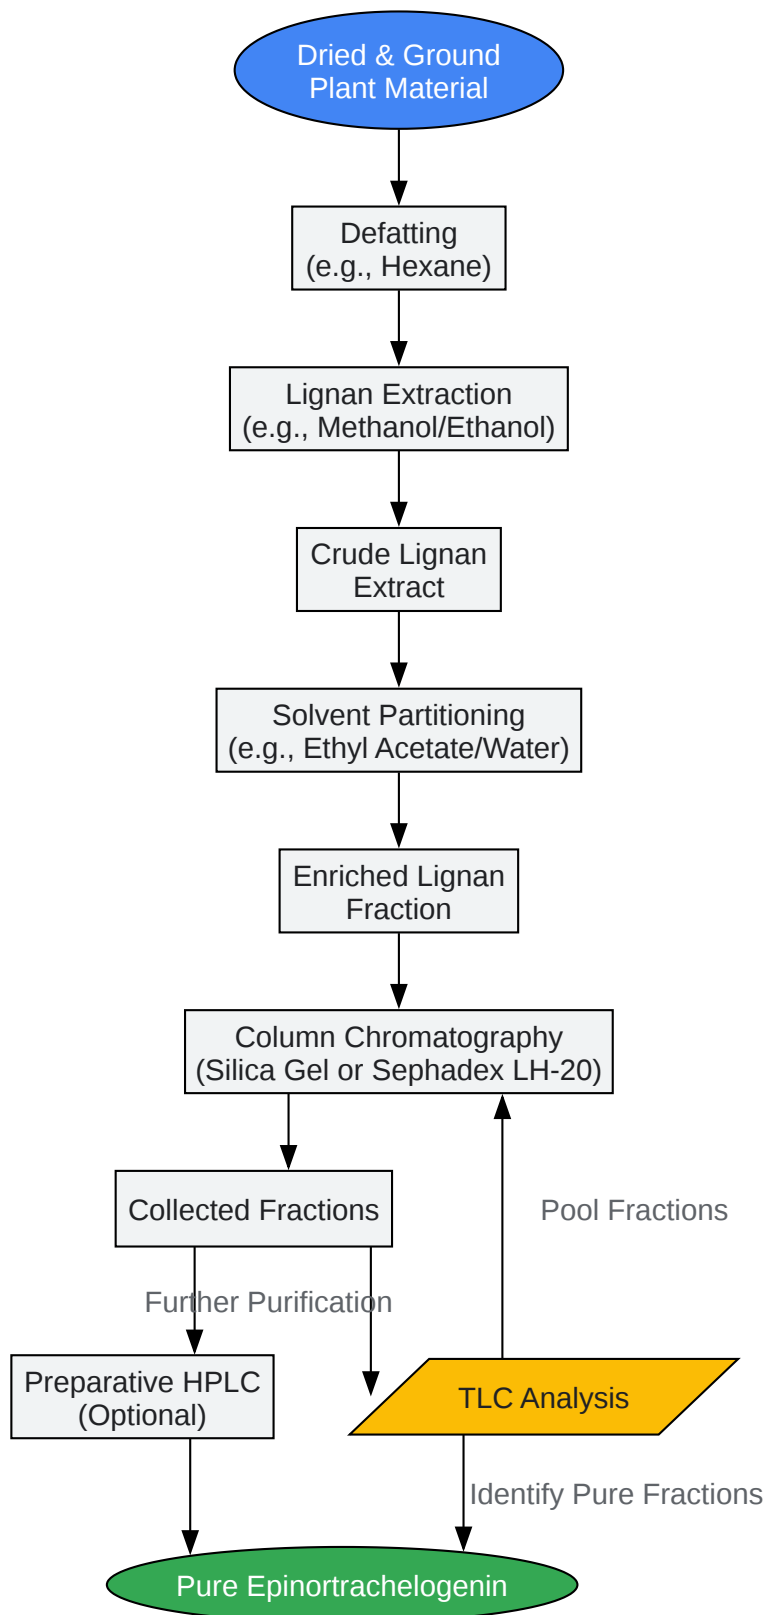 Dried & Ground
Plant Material
Defatting
(e.g., Hexane)
Lignan Extraction
(e.g., Methanol/Ethanol)
Crude Lignan
Extract
Solvent Partitioning
(e.g., Ethyl Acetate/Water)
Enriched Lignan
Fraction
Column Chromatography
(Silica Gel or Sephadex LH-20)
Collected Fractions
Pool Fractions
Further Purification
Preparative HPLC
(Optional)
TLC Analysis
Identify Pure Fractions
Pure Epinortrachelogenin